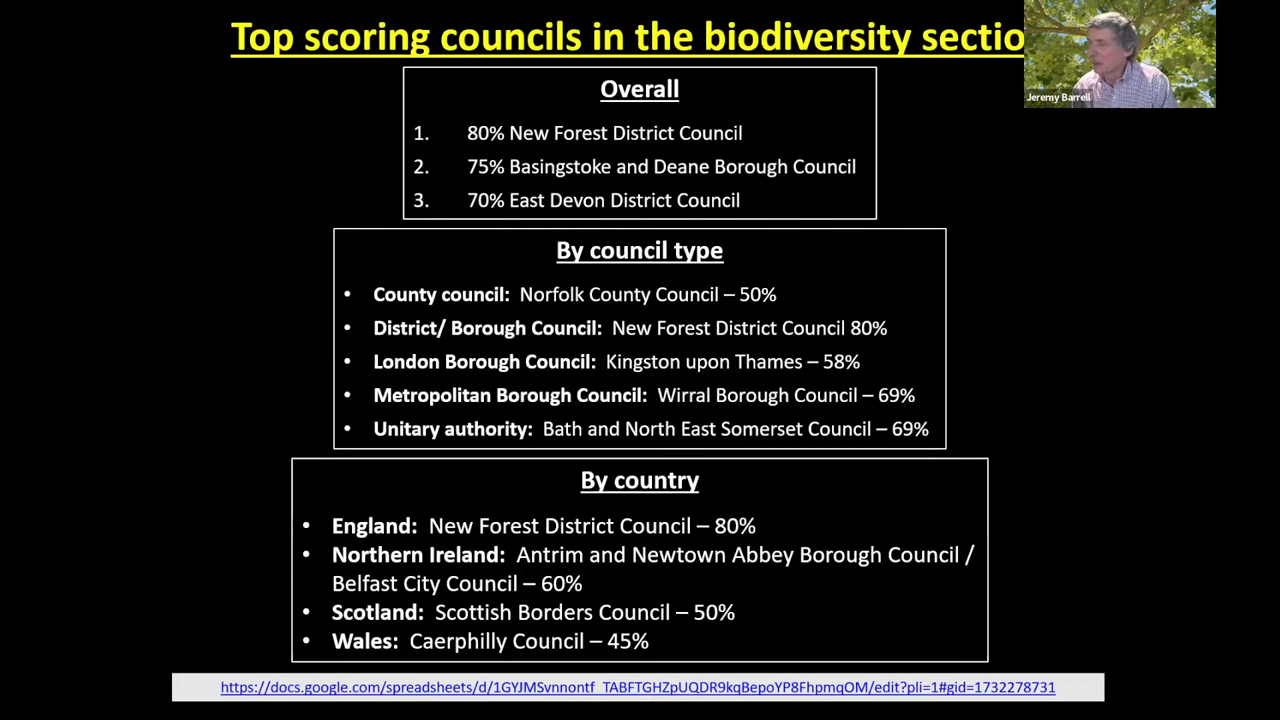 Top scoring councils in the biodiversity sectio
Jeremy Barrell
Overall
1. 80% New Forest District Council
2. 75% Basingstoke and Deane Borough Council
3. 70% East Devon District Council
By council type
• County council: Norfolk County Council – 50%
• District/ Borough Council: New Forest District Council 80%
• London Borough Council: Kingston upon Thames – 58%
• Metropolitan Borough Council: Wirral Borough Council – 69%
• Unitary authority: Bath and North East Somerset Council – 69%
By country
• England: New Forest District Council – 80%
• Northern Ireland: Antrim and Newtown Abbey Borough Council /
Belfast City Council – 60%
• Scotland: Scottish Borders Council – 50%
• Wales: Caerphilly Council – 45%
https://docs.google.com/spreadsheets/d/1GYJMSvnnontf_TABFTGHZpUQDR9kqBepoYP8FhpmqOM/edit?pli=1#gid=1732278731